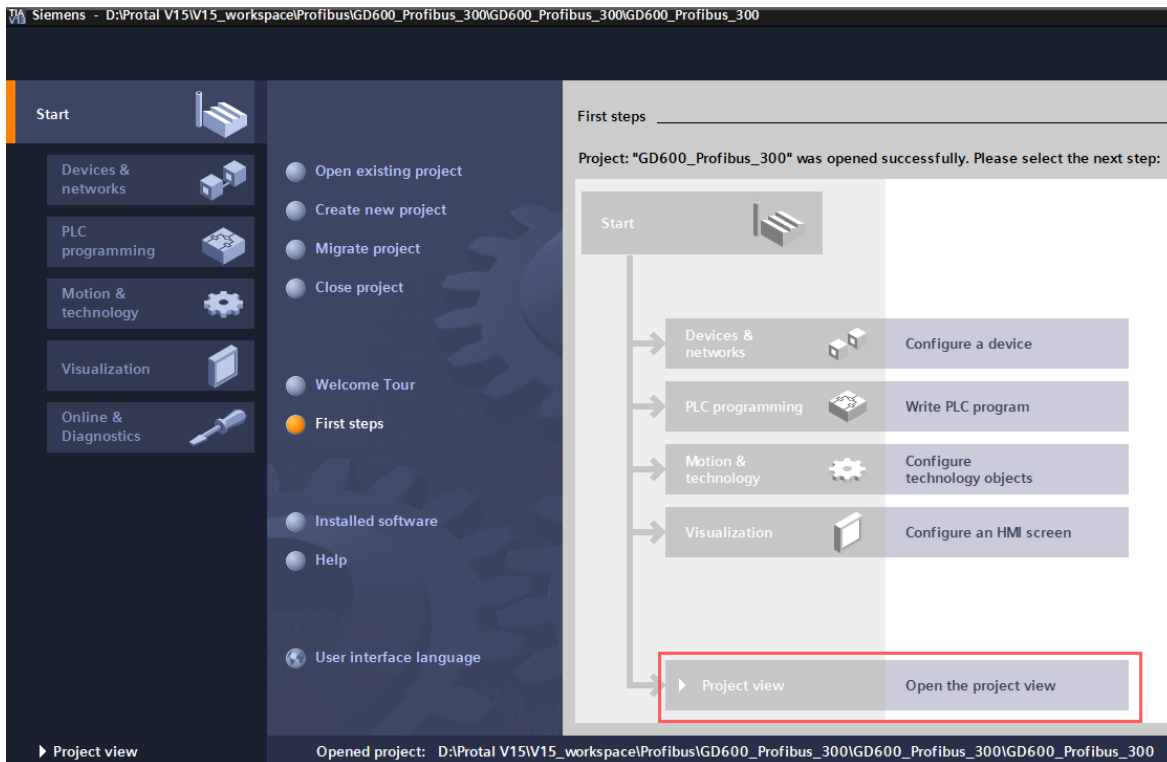 Siemens - D:\Protal V15\V15_workspace\Profibus\GD600_Profibus_300\GD600_Profibus_300\GD600_Profibus_300
Start
Devices &
networks
PLC
programming
Motion &
technology
Visualization
Online &
Diagnostics
Open existing project
Create new project
Migrate project
Close project
Welcome Tour
First steps
Installed software
Help
User interface language
First steps
Project: "GD600_Profibus_300" was opened successfully. Please select the next step:
Start
Devices &
networks
Configure a device
PLC programming
Write PLC program
Motion &
technology
Configure
technology objects
Visualization
Configure an HMI screen
Project view
Open the project view
Project view
Opened project: D:\Protal V15\V15_workspace\Profibus\GD600_Profibus_300\GD600_Profibus_300\GD600_Profibus_300